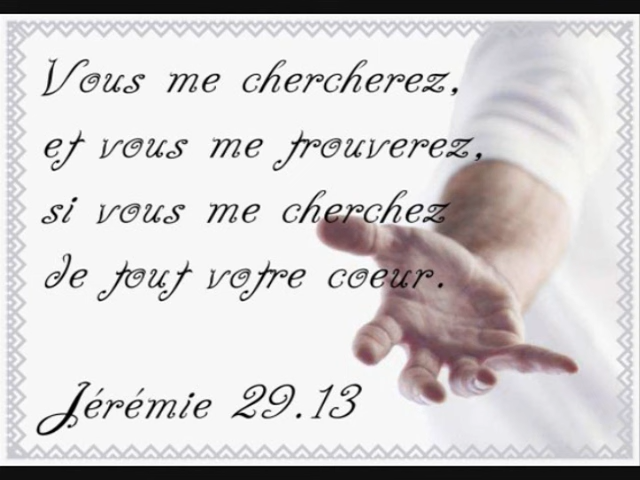 Vous me chercherez,
et vous me trouverez,
si vous me cherchez
de tout votre coeur.
Jérémie 29.13